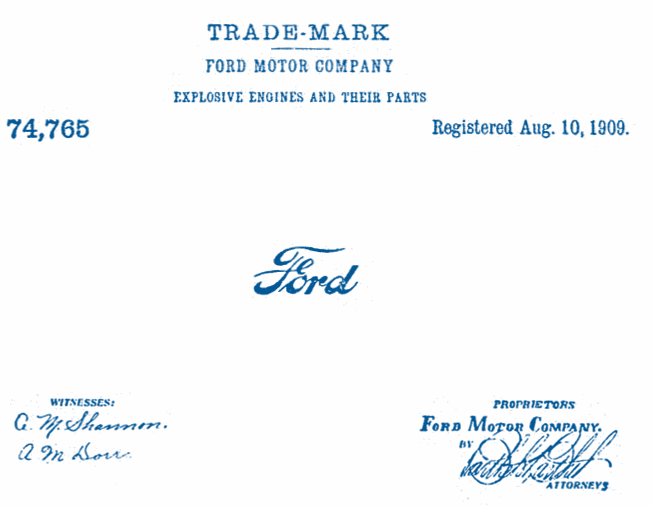 TRADE-MARK
FORD MOTOR COMPANY
EXPLOSIVE ENGINES AND THEIR PARTS
74,765
Registered Aug. 10, 1909.
Ford
WITNESSES:
G. M. Shannon.
A M Dorr
PROPRIETORS
FORD MOTOR COMPANY.
BY
ATTORNEYS